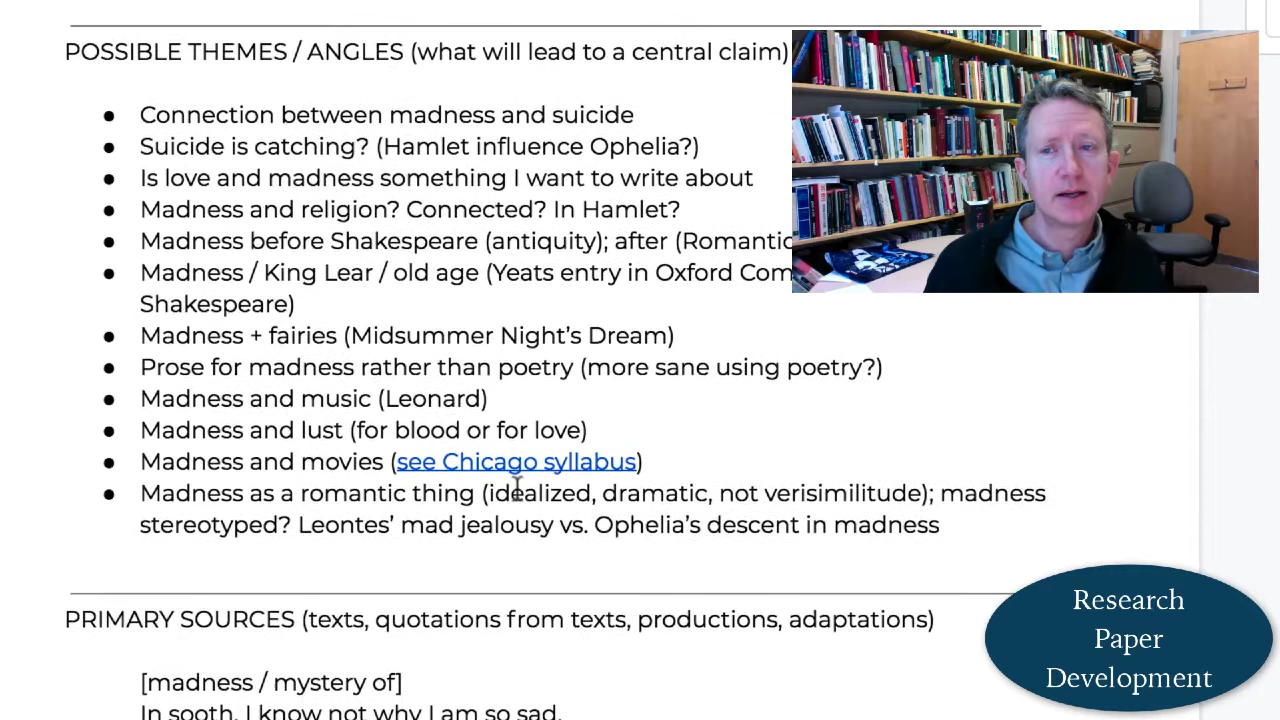 POSSIBLE THEMES / ANGLES (what will lead to a central claim)
● Connection between madness and suicide
● Suicide is catching? (Hamlet influence Ophelia?)
● Is love and madness something I want to write about
● Madness and religion? Connected? In Hamlet?
● Madness before Shakespeare (antiquity); after (Romantic
● Madness / King Lear / old age (Yeats entry in Oxford Com
Shakespeare)
● Madness + fairies (Midsummer Night's Dream)
● Prose for madness rather than poetry (more sane using poetry?)
● Madness and music (Leonard)
● Madness and lust (for blood or for love)
● Madness and movies (see Chicago syllabus)
● Madness as a romantic thing (idealized, dramatic, not verisimilitude); madness
stereotyped? Leontes' mad jealousy vs. Ophelia's descent in madness
PRIMARY SOURCES (texts, quotations from texts, productions, adaptations)
[madness / mystery of]
In sooth, I know not why I am so sad.
Research
Paper
Development